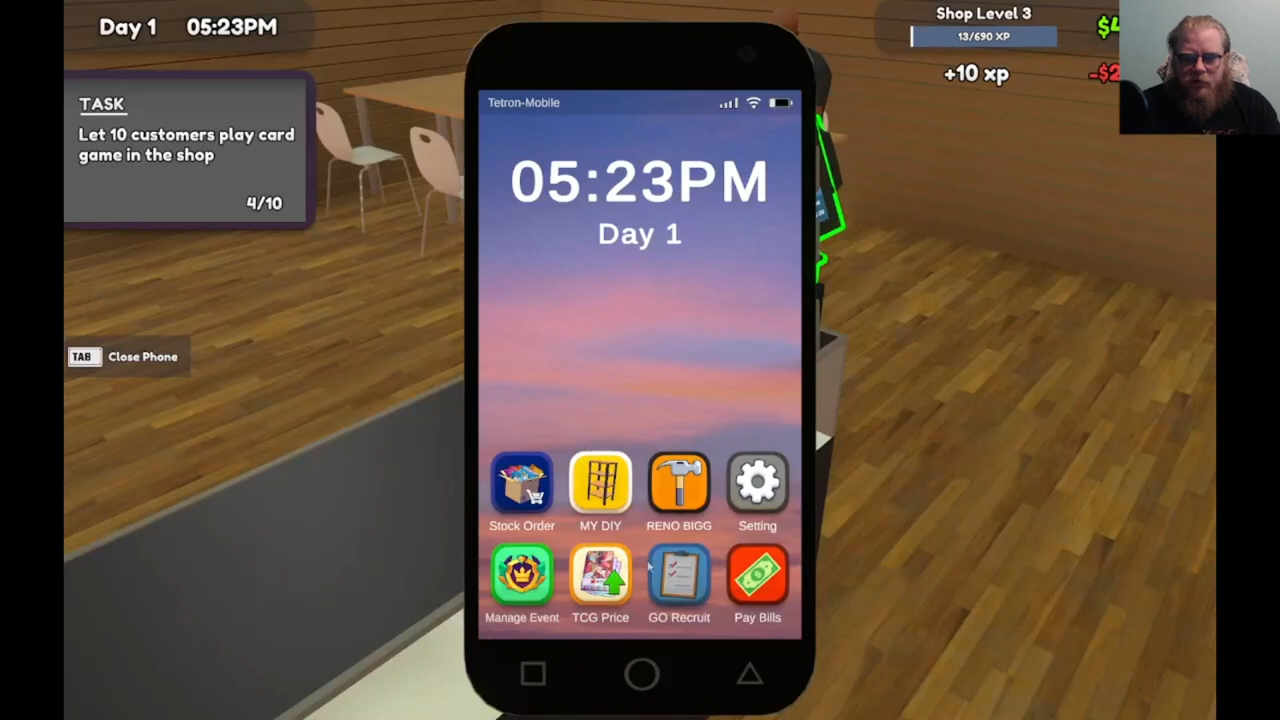 Day 1 05:23PM
Shop Level 3
13/690 XP
+10 xp
TASK
Let 10 customers play card
game in the shop
4/10
TAB Close Phone
Tetron-Mobile
05:23PM
Day 1
Stock Order MY DIY RENO BIGG Setting
Manage Event TCG Price GO Recruit Pay Bills